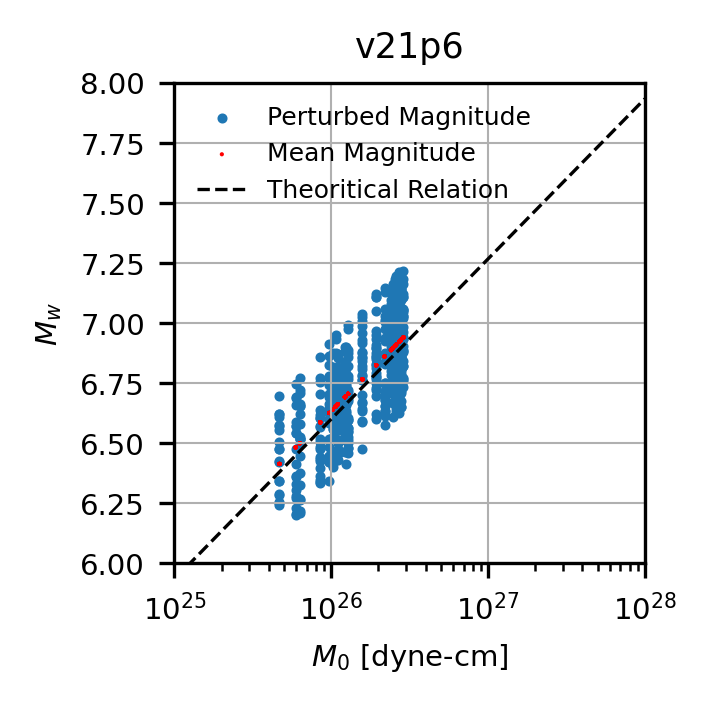 v21p6
8.00
7.75
7.50
7.25
7.00
6.75
6.50
6.25
6.00
Perturbed Magnitude
Mean Magnitude
Theoritical Relation
M_w
10^25
10^26
10^27
10^28
M_0 [dyne-cm]